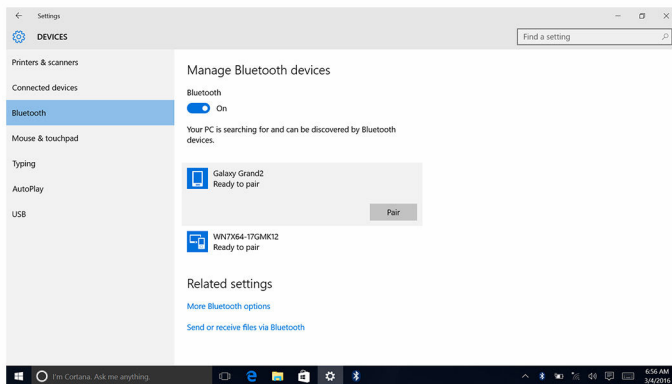 Settings
DEVICES
Find a setting
Printers & scanners
Connected devices
Bluetooth
Mouse & touchpad
Typing
AutoPlay
USB
Manage Bluetooth devices
Bluetooth
On
Your PC is searching for and can be discovered by Bluetooth
devices.
Galaxy Grand2
Ready to pair
Pair
WN7X64-17GMK12
Ready to pair
Related settings
More Bluetooth options
Send or receive files via Bluetooth
I'm Cortana. Ask me anything.
6:56 AM
3/4/2016